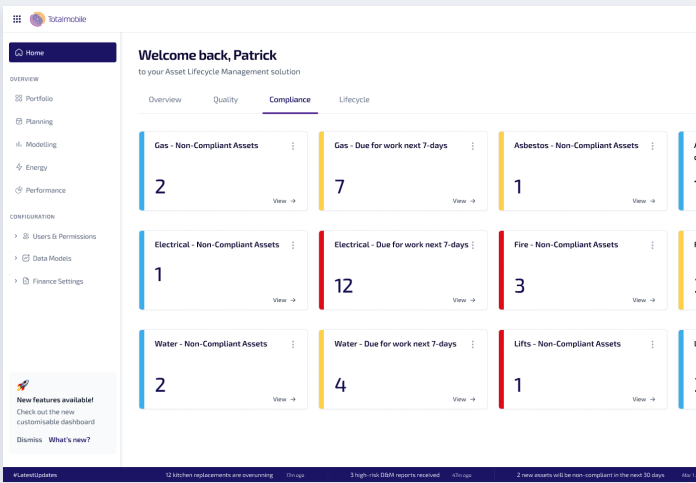 Totalmobile
Home
OVERVIEW
Portfolio
Planning
Modelling
Energy
Performance
CONFIGURATION
Users & Permissions
Data Models
Finance Settings
New features available!
Check out the new
customisable dashboard
Dismiss What's new?
Welcome back, Patrick
to your Asset Lifecycle Management solution
Overview Quality Compliance Lifecycle
Gas - Non-Compliant Assets
2
View →
Gas - Due for work next 7-days
7
View →
Asbestos - Non-Compliant Assets
1
View →
Electrical - Non-Compliant Assets
1
View →
Electrical - Due for work next 7-days
12
View →
Fire - Non-Compliant Assets
3
View →
Water - Non-Compliant Assets
2
View →
Water - Due for work next 7-days
4
View →
Lifts - Non-Compliant Assets
1
View →
#LatestUpdates 12 kitchen replacements are overrunning 11m ago 3 high-risk D&M reports received 47m ago 2 new assets will be non-compliant in the next 30 days Mar 1